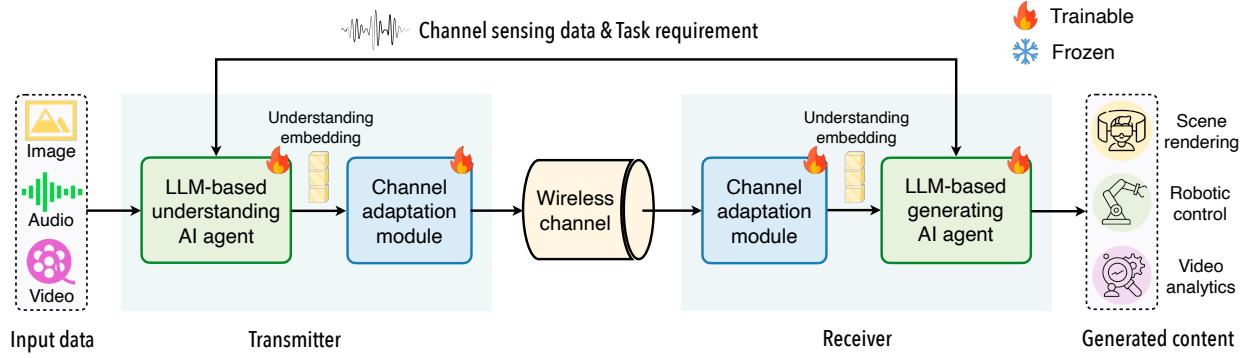 Channel sensing data & Task requirement
Trainable
Frozen
Image
Audio
Video
Input data
LLM-based
understanding
AI agent
Understanding
embedding
Channel
adaptation
module
Transmitter
Wireless
channel
Channel
adaptation
module
Understanding
embedding
LLM-based
generating
AI agent
Receiver
Scene
rendering
Robotic
control
Video
analytics
Generated content